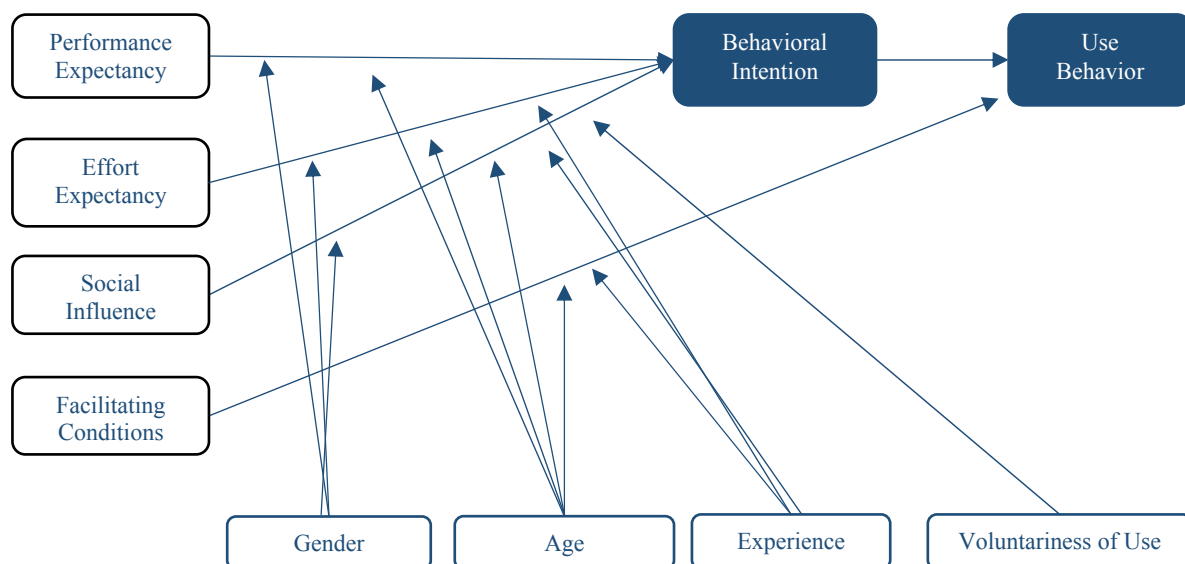 Performance
Expectancy
Behavioral
Intention
Use
Behavior
Effort
Expectancy
Social
Influence
Facilitating
Conditions
Gender
Age
Experience
Voluntariness of Use